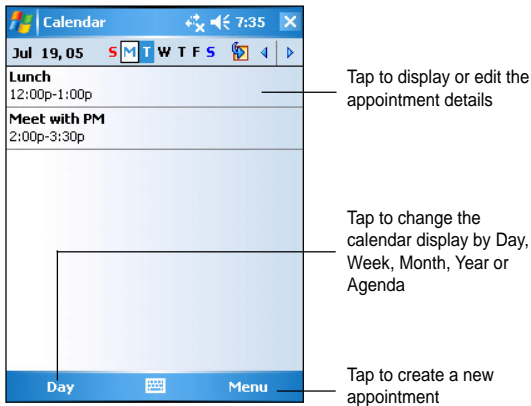 Calendar 7:35
Jul 19, 05 S M T W T F S
Lunch
12:00p-1:00p
Meet with PM
2:00p-3:30p
Day Menu
Tap to display or edit the
appointment details
Tap to change the
calendar display by Day,
Week, Month, Year or
Agenda
Tap to create a new
appointment